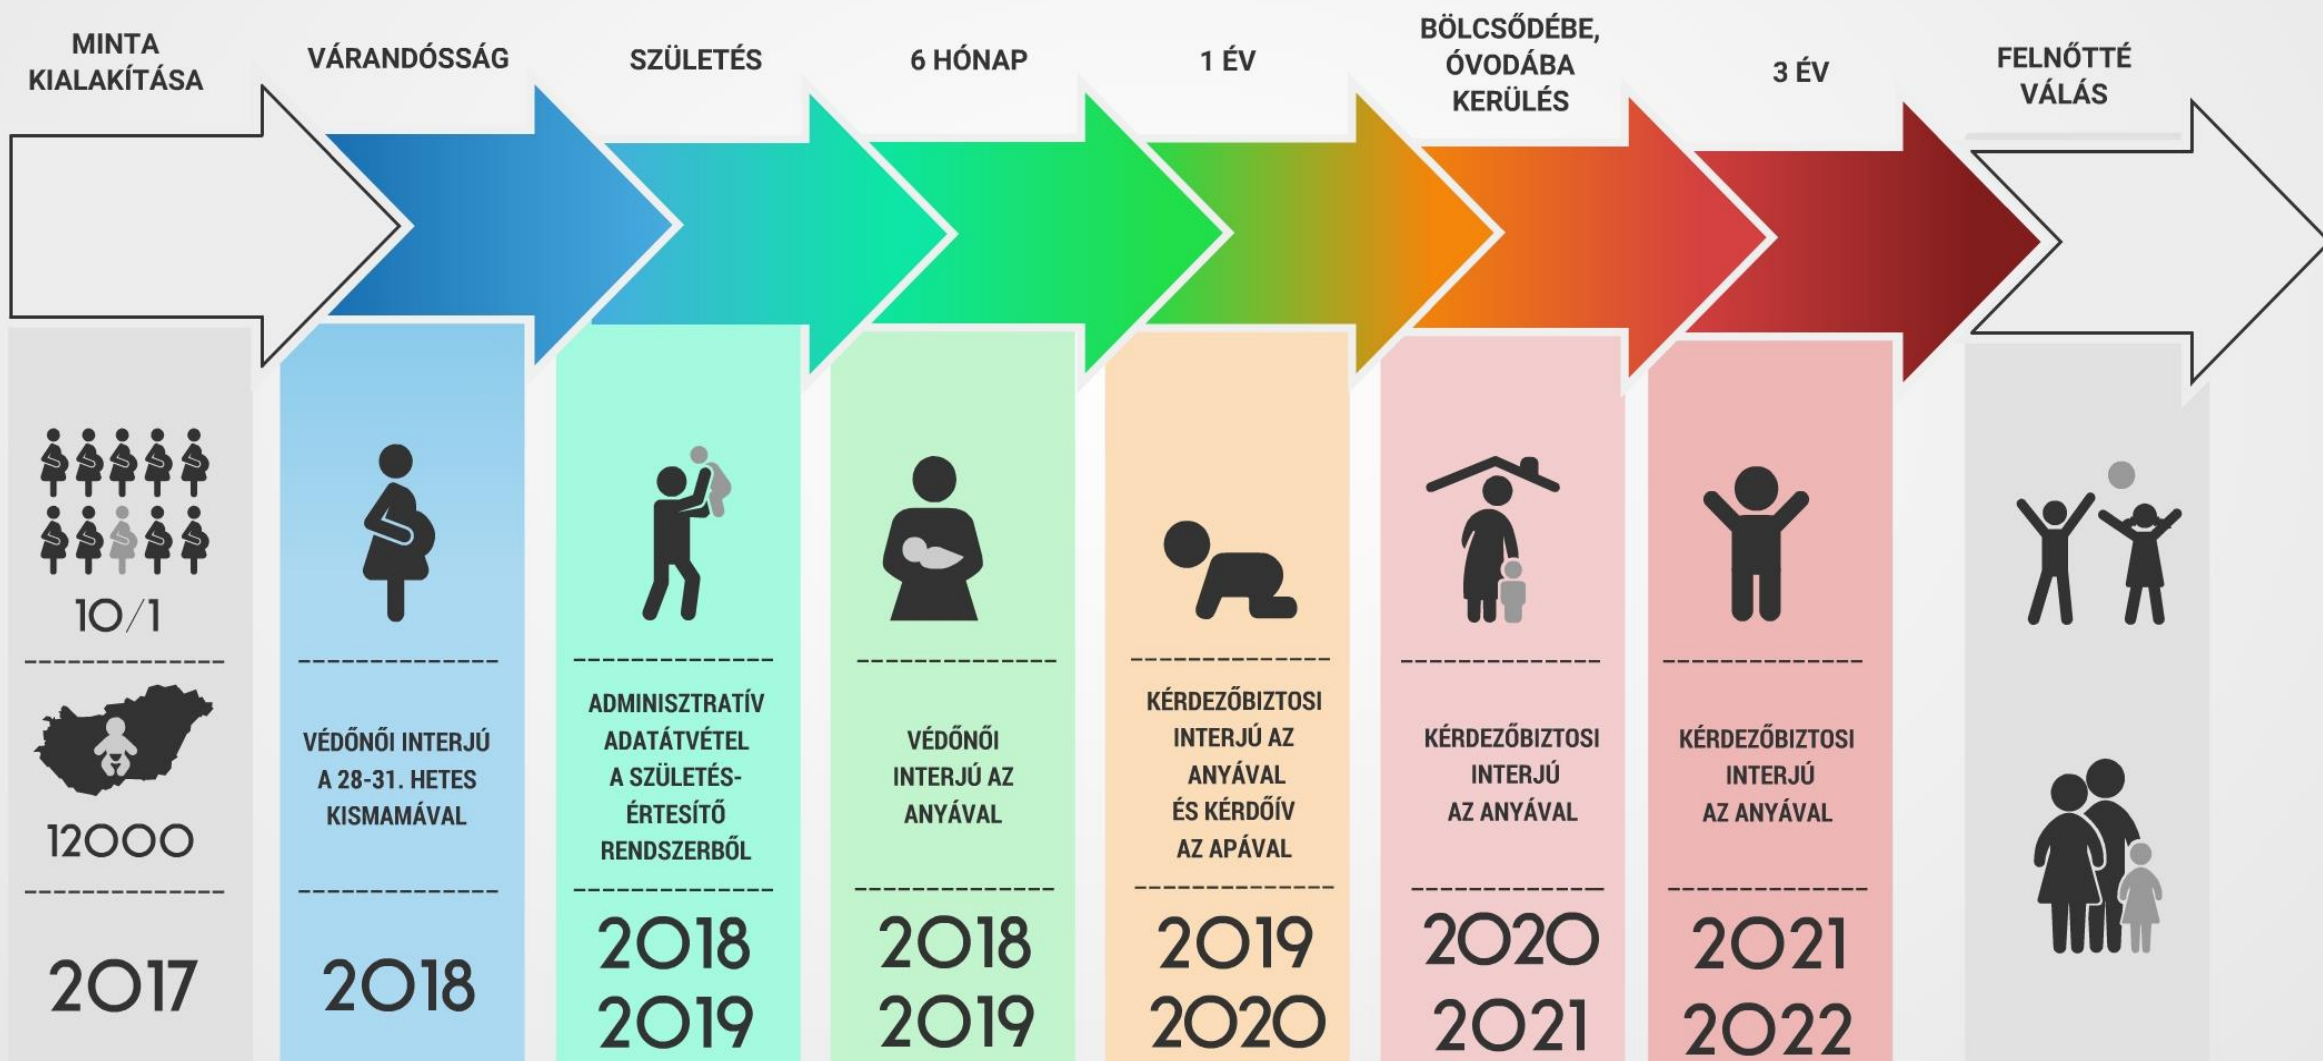 MINTA
KIALAKÍTÁSA
VÁRANDÓSSÁG
SZÜLETÉS
6 HÓNAP
1 ÉV
BÖLCSŐDÉBE,
ÓVODÁBA
KERÜLÉS
3 ÉV
FELNŐTTÉ
VÁLÁS
10/1
12000
2017
VÉDŐNŐI INTERJÚ
A 28-31. HETES
KISMAMÁVAL
2018
ADMINISZTRATÍV
ADATÁTVÉTEL
A SZÜLETÉS-
ÉRTESÍTŐ
RENDSZERBŐL
2018
2019
VÉDŐNŐI
INTERJÚ AZ
ANYÁVAL
2018
2019
KÉRDEZŐBIZTOSI
INTERJÚ AZ
ANYÁVAL
ÉS KÉRDŐÍV
AZ APÁVAL
2019
2020
KÉRDEZŐBIZTOSI
INTERJÚ
AZ ANYÁVAL
2020
2021
KÉRDEZŐBIZTOSI
INTERJÚ
AZ ANYÁVAL
2021
2022